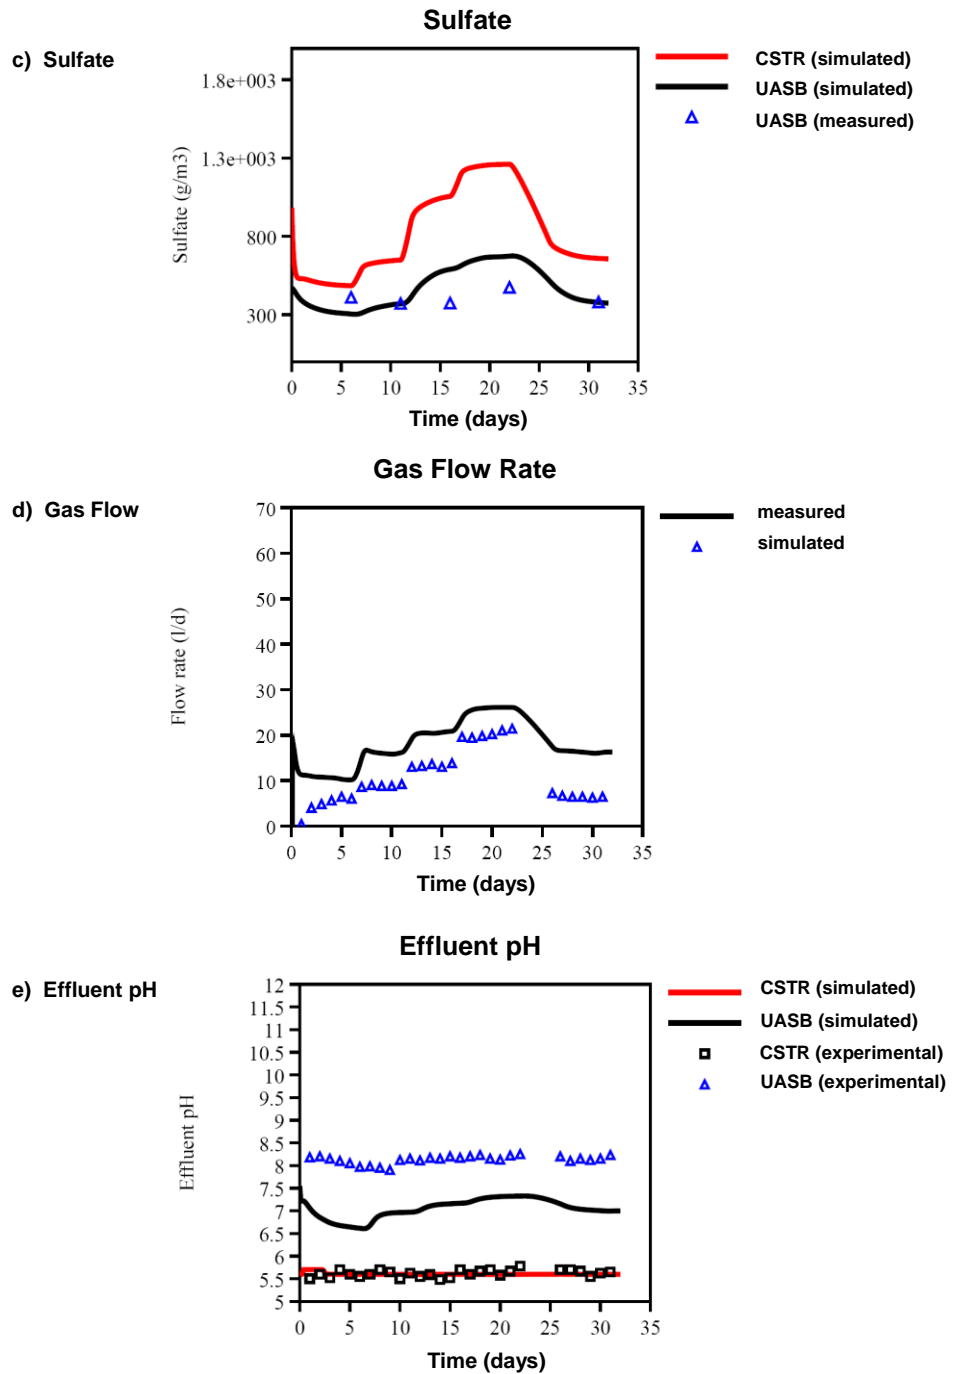 Sulfate
c) Sulfate
CSTR (simulated)
UASB (simulated)
UASB (measured)
1.8e+003
1.3e+003
800
300
Sulfate (g/m3)
0 5 10 15 20 25 30 35
Time (days)
Gas Flow Rate
d) Gas Flow
measured
simulated
70
60
50
40
30
20
10
0
Flow rate (l/d)
0 5 10 15 20 25 30 35
Time (days)
Effluent pH
e) Effluent pH
CSTR (simulated)
UASB (simulated)
CSTR (experimental)
UASB (experimental)
12
11.5
11
10.5
10
9.5
9
8.5
8
7.5
7
6.5
6
5.5
5
Effluent pH
0 5 10 15 20 25 30 35
Time (days)